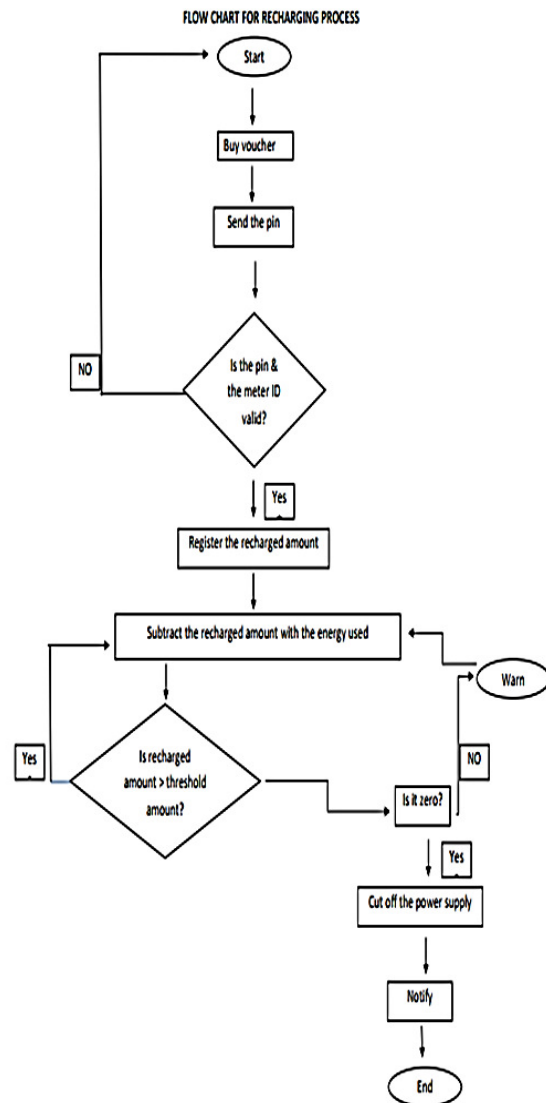 FLOW CHART FOR RECHARGING PROCESS
Start
Buy voucher
Send the pin
NO
Is the pin &
the meter ID
valid?
Yes
Register the recharged amount
Subtract the recharged amount with the energy used
Warn
Yes
Is recharged
amount > threshold
amount?
NO
Is it zero?
Yes
Cut off the power supply
Notify
End